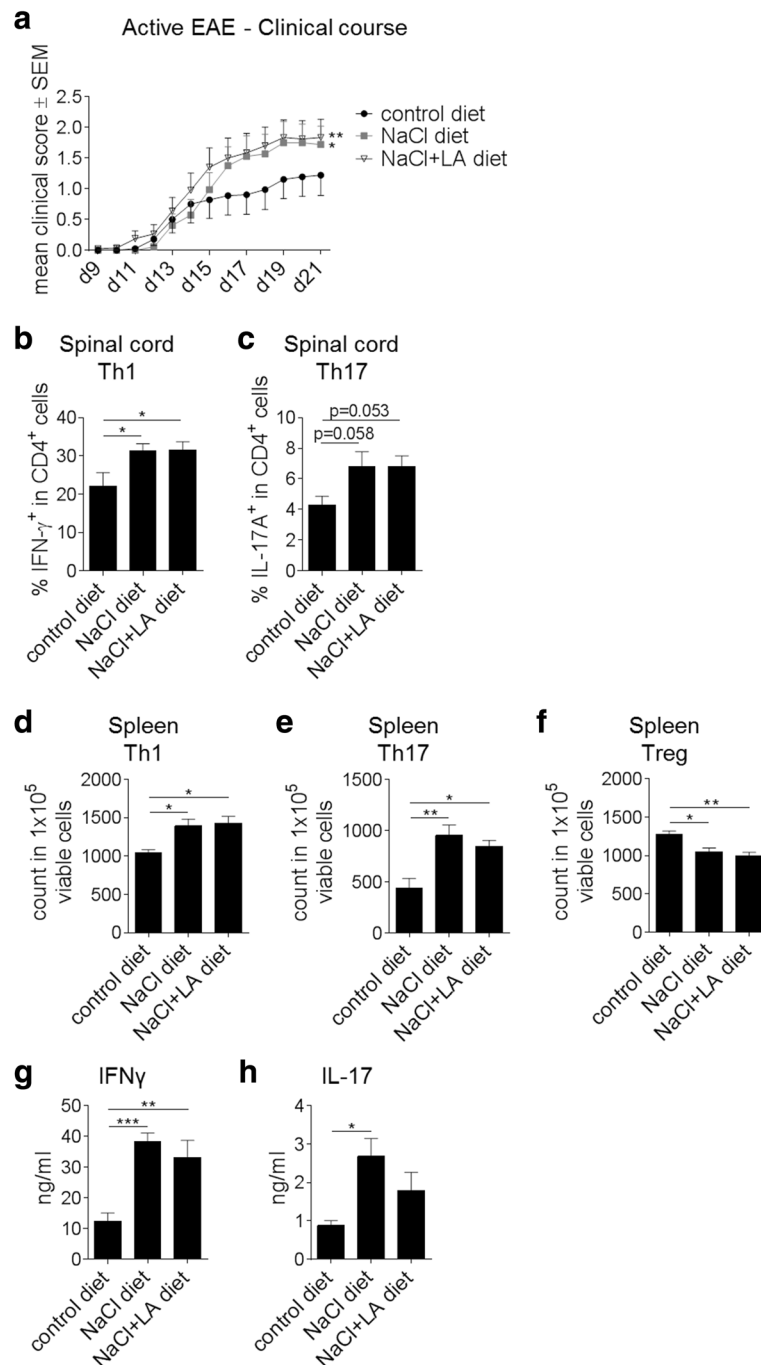 a
Active EAE - Clinical course
mean clinical score ± SEM
2.5
2.0
1.5
1.0
0.5
0.0
d9
d11
d13
d15
d17
d19
d21
**
*
control diet
NaCl diet
NaCl+LA diet
b
Spinal cord
Th1
% IFN-γ+ in CD4+ cells
40
30
20
10
0
*
*
control diet
NaCl diet
NaCl+LA diet
c
Spinal cord
Th17
% IL-17A+ in CD4+ cells
10
8
6
4
2
0
p=0.053
p=0.058
control diet
NaCl diet
NaCl+LA diet
d
Spleen
Th1
count in 1x10⁵
viable cells
2000
1500
1000
500
0
*
*
control diet
NaCl diet
NaCl+LA diet
e
Spleen
Th17
count in 1x10⁵
viable cells
1500
1000
500
0
*
**
control diet
NaCl diet
NaCl+LA diet
f
Spleen
Treg
count in 1x10⁵
viable cells
2000
1500
1000
500
0
**
*
control diet
NaCl diet
NaCl+LA diet
g
IFNγ
ng/ml
50
40
30
20
10
0
**
***
control diet
NaCl diet
NaCl+LA diet
h
IL-17
ng/ml
4
3
2
1
0
*
control diet
NaCl diet
NaCl+LA diet